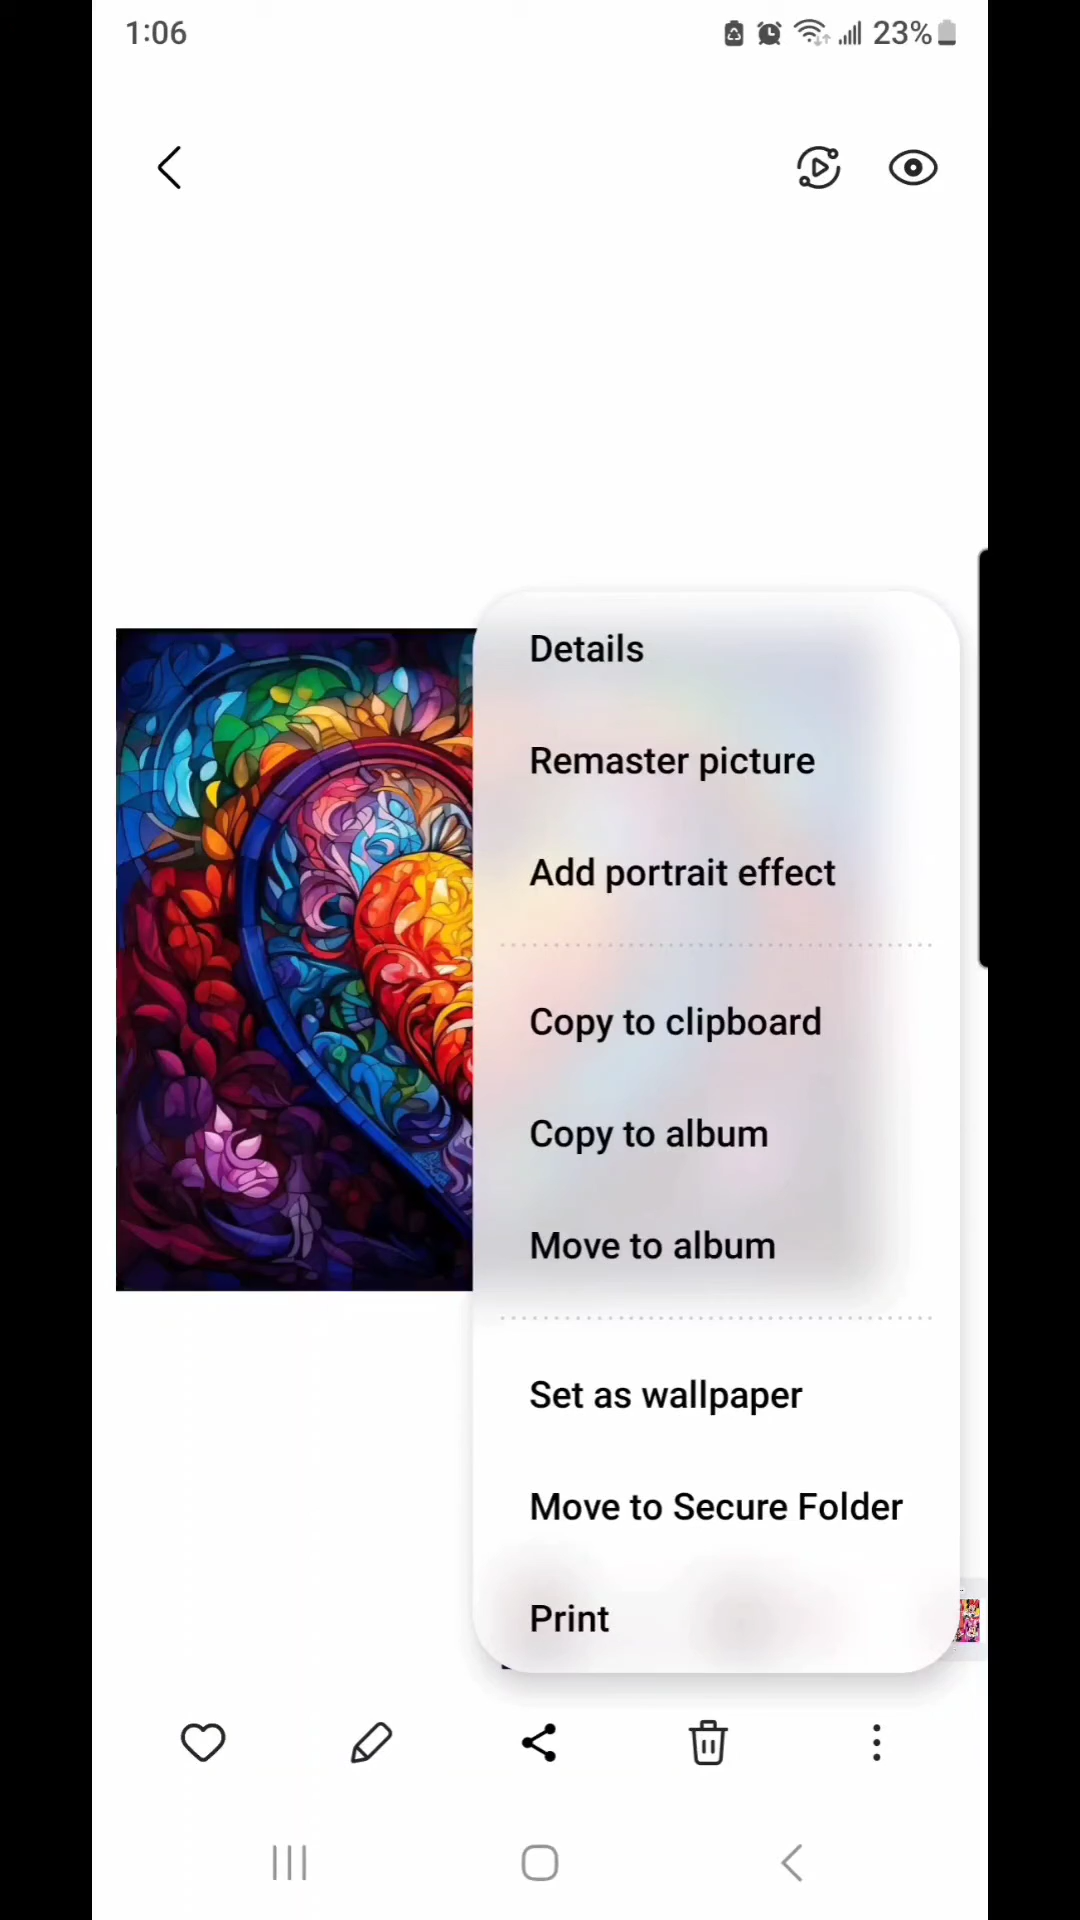 1:06
23%
Details
Remaster picture
Add portrait effect
Copy to clipboard
Copy to album
Move to album
Set as wallpaper
Move to Secure Folder
Print